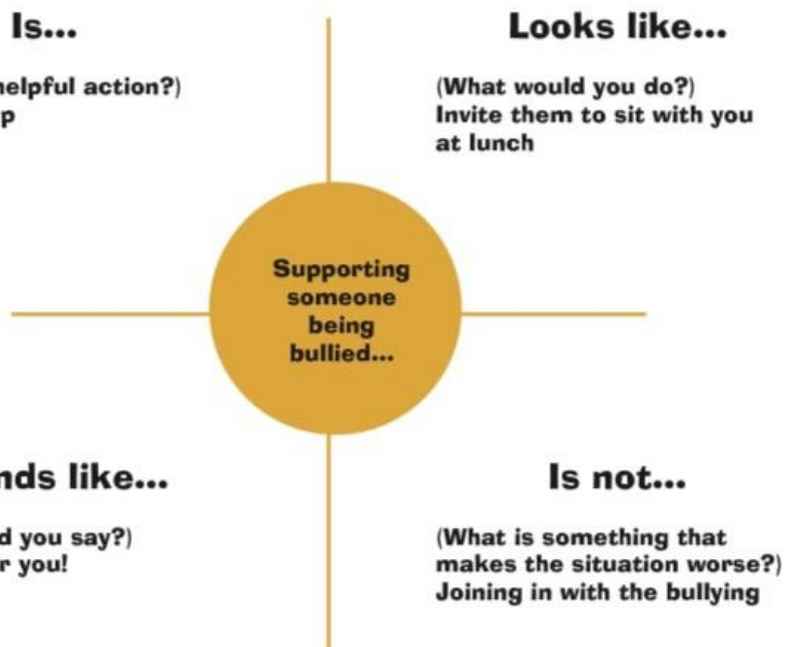 Is...
helpful action?)
p
Looks like...
(What would you do?)
Invite them to sit with you
at lunch
Supporting
someone
being
bullied...
nds like...
d you say?)
r you!
Is not...
(What is something that
makes the situation worse?)
Joining in with the bullying